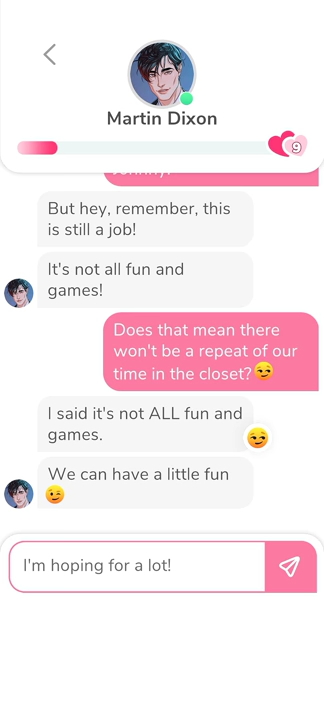 Martin Dixon
9
Johnny!
But hey, remember, this
is still a job!
It's not all fun and
games!
Does that mean there
won't be a repeat of our
time in the closet?😏
I said it's not ALL fun and
games.
😏
We can have a little fun
😉
I'm hoping for a lot!